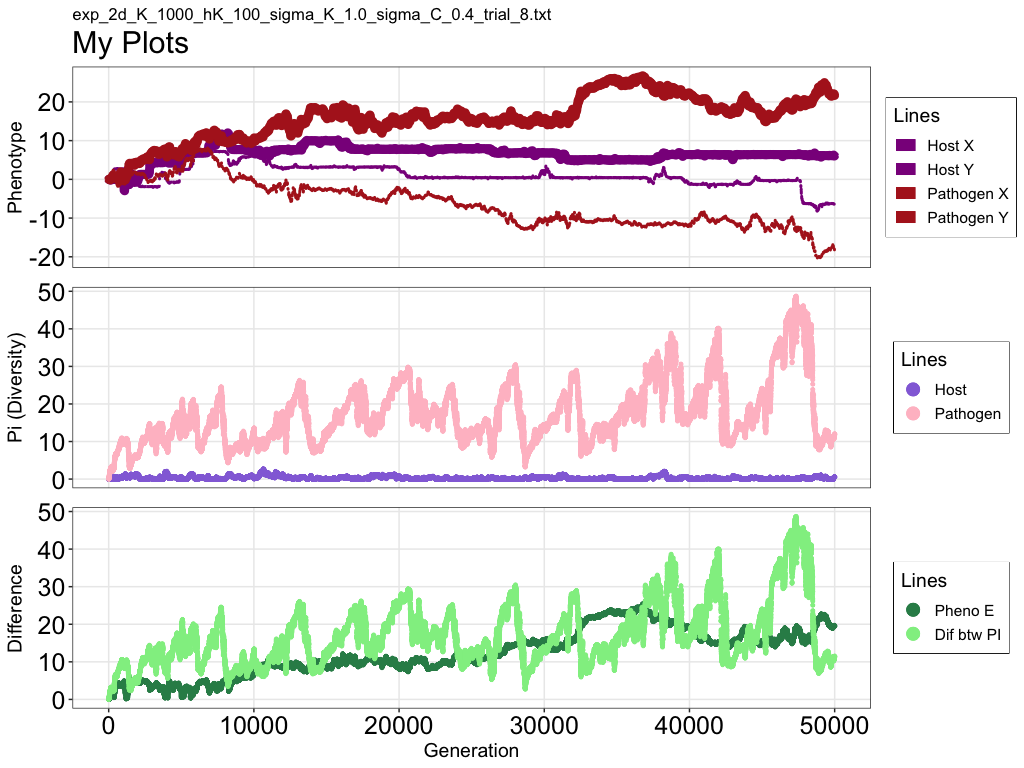 exp_2d_K_1000_hK_100_sigma_K_1.0_sigma_C_0.4_trial_8.txt
My Plots
Phenotype
20
10
0
-10
-20
Lines
Host X
Host Y
Pathogen X
Pathogen Y
Pi (Diversity)
50
40
30
20
10
0
Lines
Host
Pathogen
Difference
50
40
30
20
10
0
Lines
Pheno E
Dif btw PI
0 10000 20000 30000 40000 50000
Generation